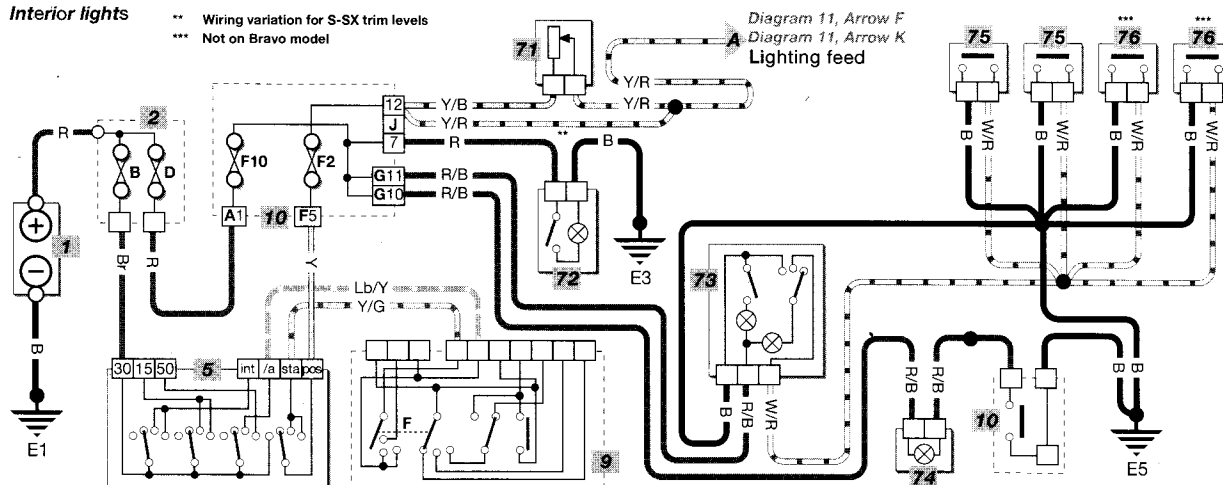 Interior lights
** Wiring variation for S-SX trim levels
*** Not on Bravo model
Diagram 11, Arrow F
Diagram 11, Arrow K
Lighting feed
A
71
75
75
***
76
***
76
Y/R
Y/B
Y/R
Y/R
12
J
7
R
**
B
2
R
B
D
F10
F2
G11
G10
R/B
R/B
A1
10
F5
1
Br
R
Y
Lb/Y
Y/G
B
E1
72
E3
73
B
W/R
B
W/R
B
W/R
B
W/R
30
15
50
5
int
/a
sta
pos
F
9
B
R/B
W/R
R/B
R/B
74
10
B
B
E5